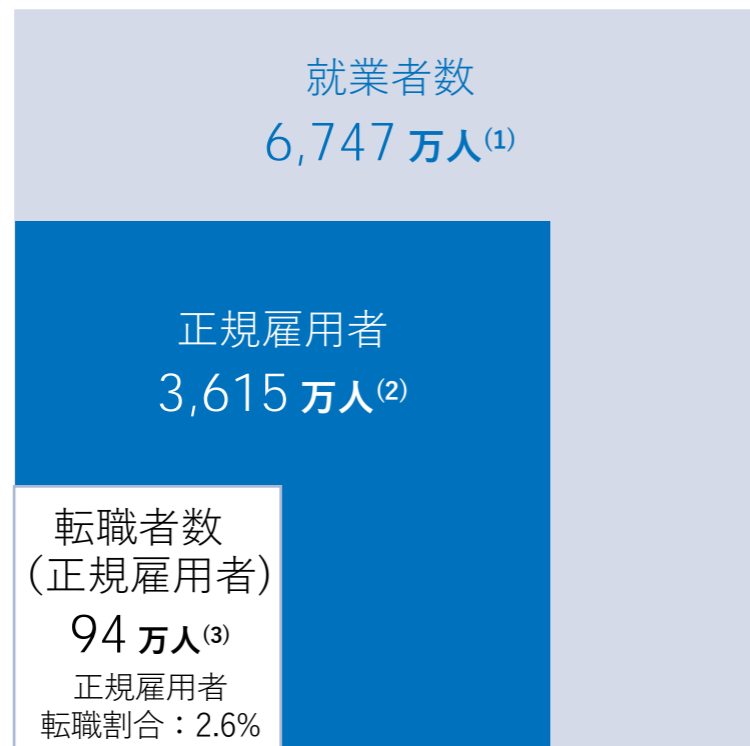 就業者数
6,747 万人(1)
正規雇用者
3,615 万人(2)
転職者数
(正規雇用者)
94 万人(3)
正規雇用者
転職割合：2.6%